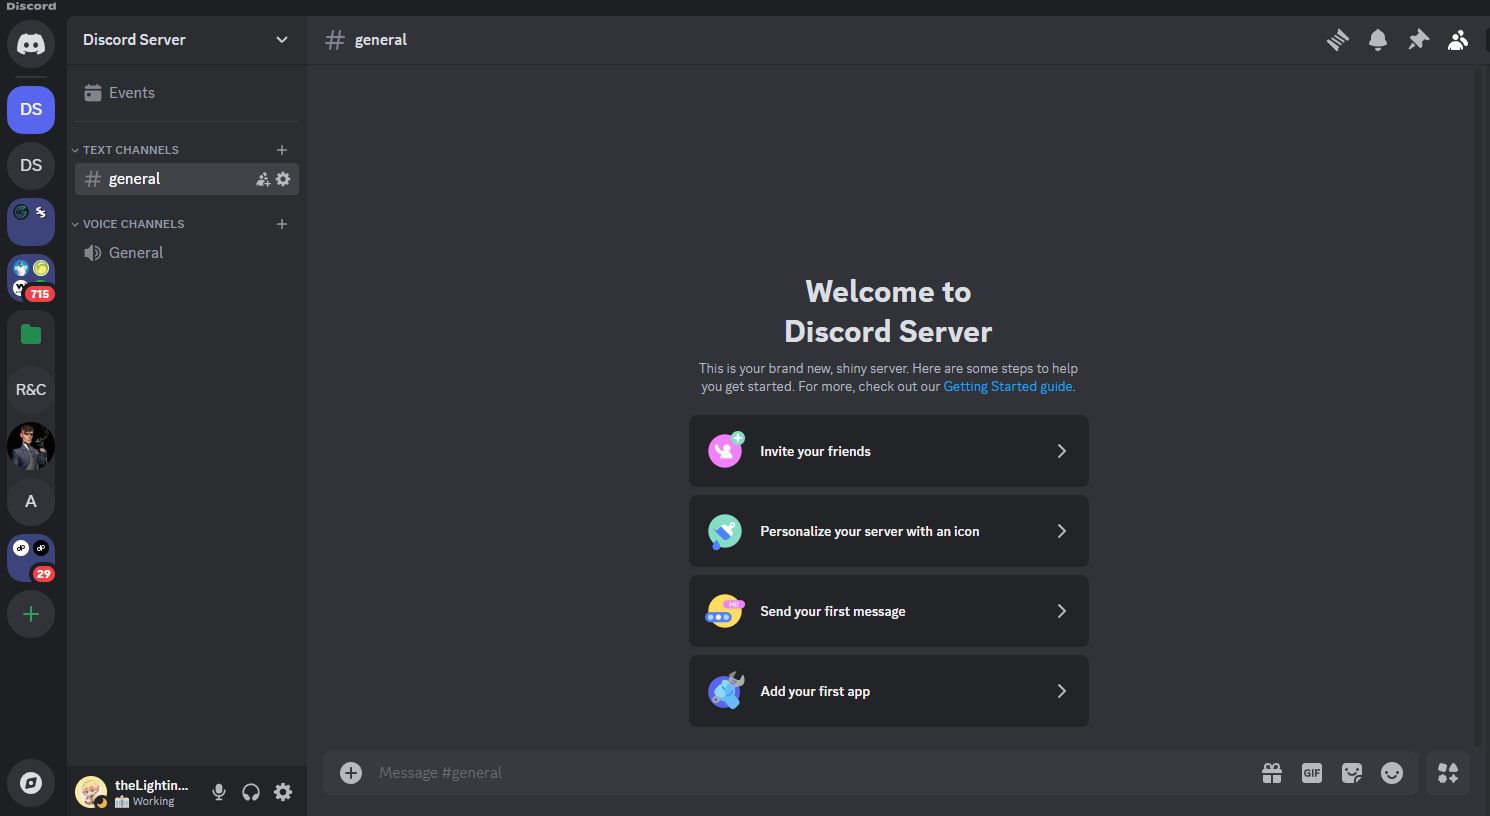 Discord
DS
DS
715
R&C
A
29
Discord Server
Events
TEXT CHANNELS
general
VOICE CHANNELS
General
theLightin...
Working
general
Welcome to
Discord Server
This is your brand new, shiny server. Here are some steps to help
you get started. For more, check out our Getting Started guide.
Invite your friends
Personalize your server with an icon
Hi!
Send your first message
Add your first app
Message #general
GIF